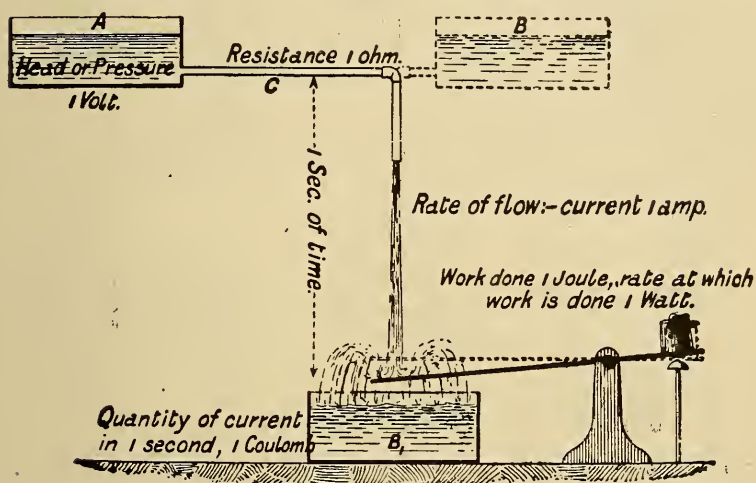 A
B
Head or Pressure
1 Volt.
Resistance 1 ohm.
C
1 Sec. of time.
Rate of flow:- current 1 amp.
Work done 1 Joule,, rate at which
work is done 1 Watt.
Quantity of current
in 1 second, 1 Coulomb
B,